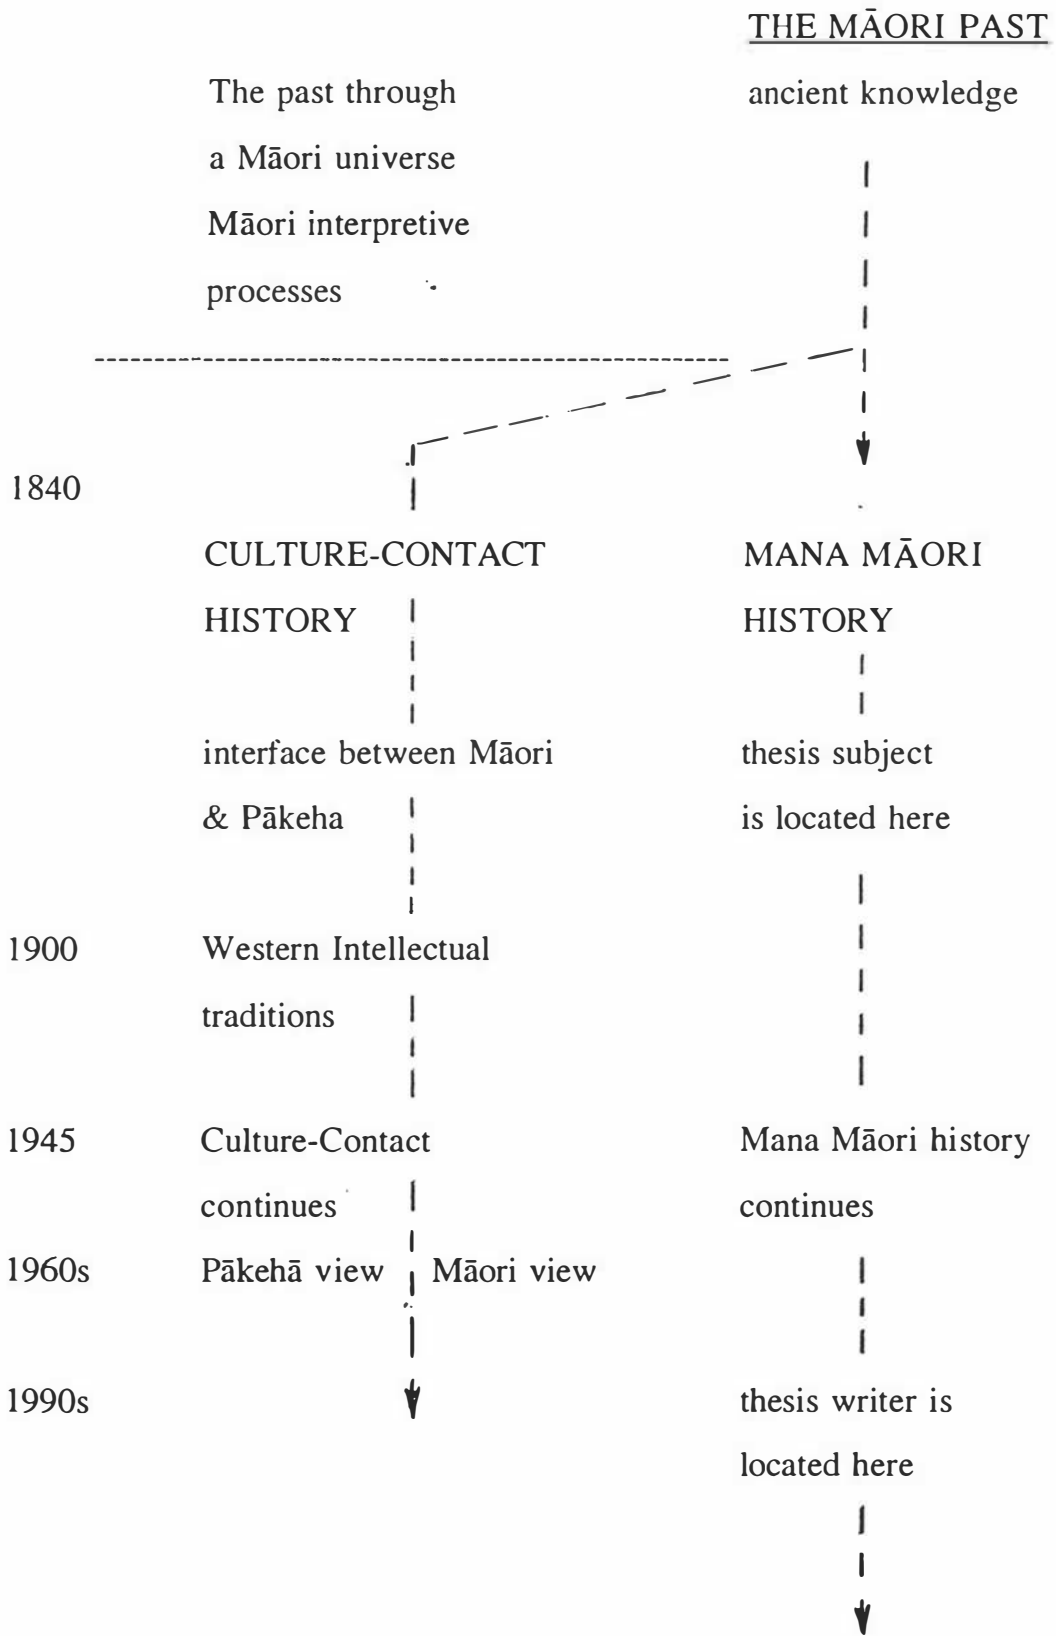 THE MĀORI PAST
The past through ancient knowledge
a Māori universe
Māori interpretive
processes
1840
CULTURE-CONTACT MANA MĀORI
HISTORY HISTORY
interface between Māori thesis subject
& Pākeha is located here
1900 Western Intellectual
traditions
1945 Culture-Contact Mana Māori history
continues continues
1960s Pākehā view Māori view
1990s thesis writer is
located here